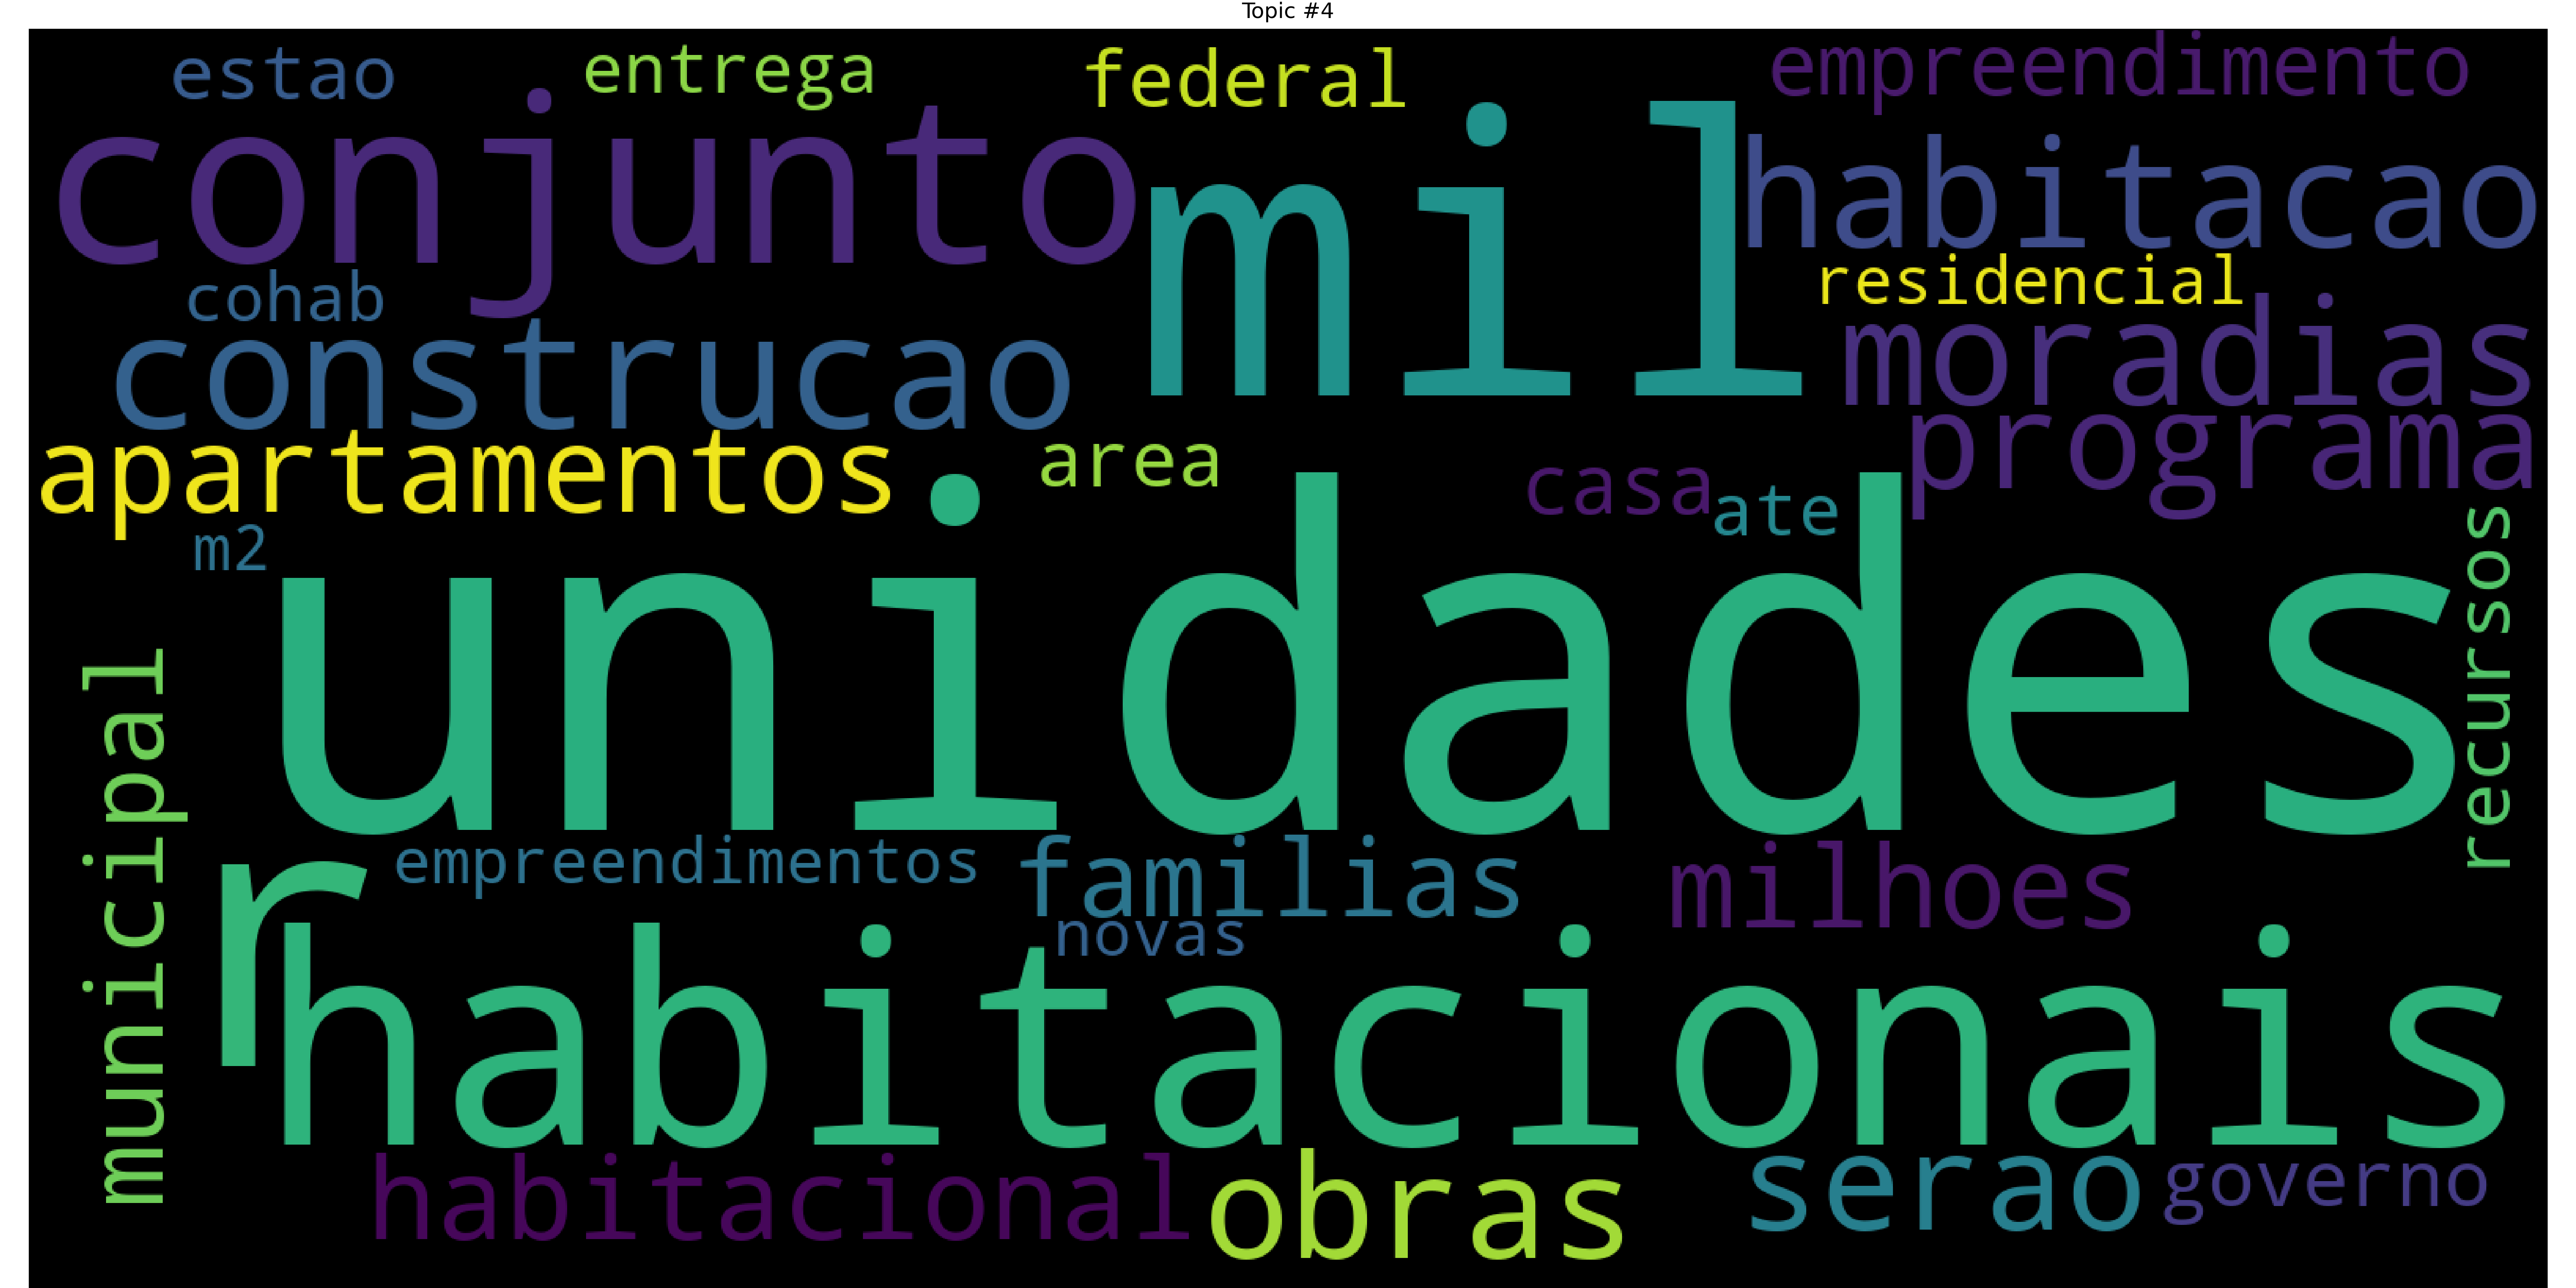 Topic #4
estao
entrega
federal
empreendimento
conjunto
mil
habitacao
cohab
residencial
construcao
moradias
apartamentos
area
casa
ate
programa
m2
unidades
recursos
municipal
r
empreendimentos
familias
milhoes
novas
habitacionais
habitacional
obras
serao
governo